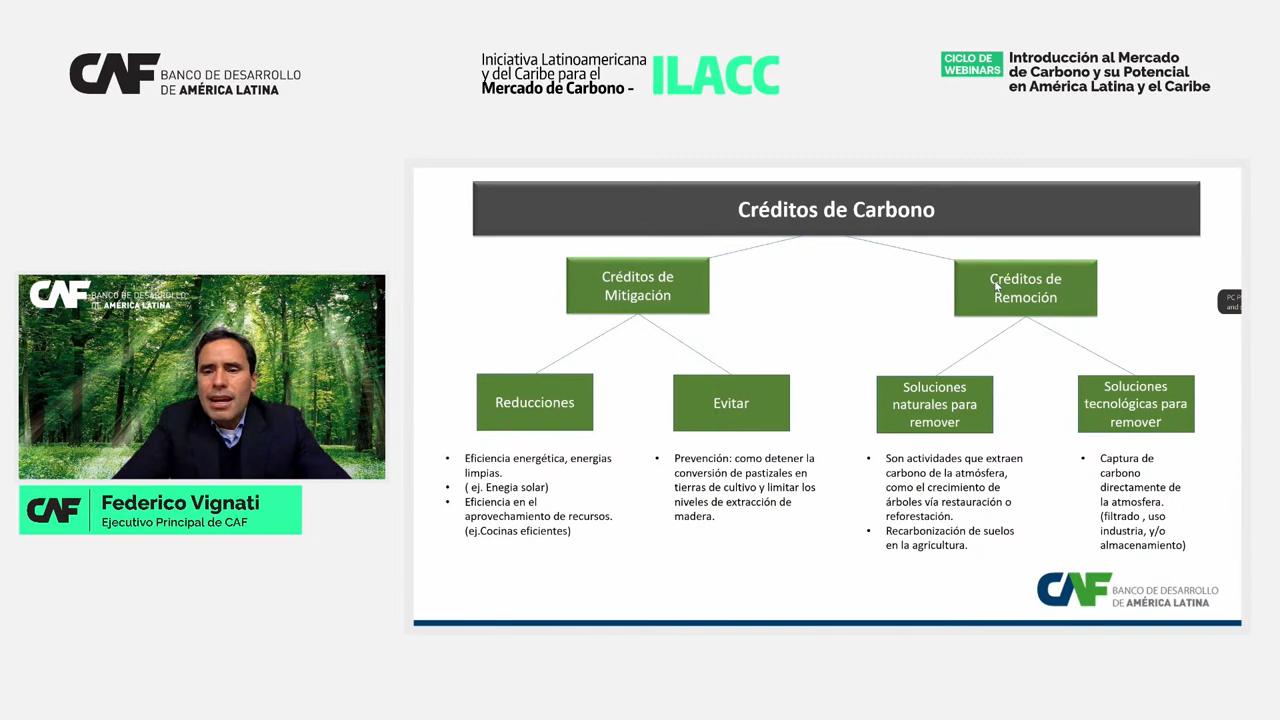 CAF BANCO DE DESARROLLO
DE AMÉRICA LATINA
Iniciativa Latinoamericana
y del Caribe para el
Mercado de Carbono -
ILACC
CICLO DE
WEBINARS
Introducción al Mercado
de Carbono y su Potencial
en América Latina y el Caribe
CAF BANCO DE DESARROLLO
DE AMÉRICA LATINA
CAF
Federico Vignati
Ejecutivo Principal de CAF
Créditos de Carbono
Créditos de
Mitigación
Créditos de
Remoción
Reducciones
Evitar
Soluciones
naturales para
remover
Soluciones
tecnológicas para
remover
• Eficiencia energética, energias
limpias.
• ( ej. Enegia solar)
• Eficiencia en el
aprovechamiento de recursos.
(ej.Cocinas eficientes)
• Prevención: como detener la
conversión de pastizales en
tierras de cultivo y limitar los
niveles de extracción de
madera.
• Son actividades que extraen
carbono de la atmósfera,
como el crecimiento de
árboles vía restauración o
reforestación.
• Recarbonización de suelos
en la agricultura.
• Captura de
carbono
directamente de
la atmosfera.
(filtrado , uso
industria, y/o
almacenamiento)
PC P
and
CAF BANCO DE DESARROLLO
DE AMÉRICA LATINA